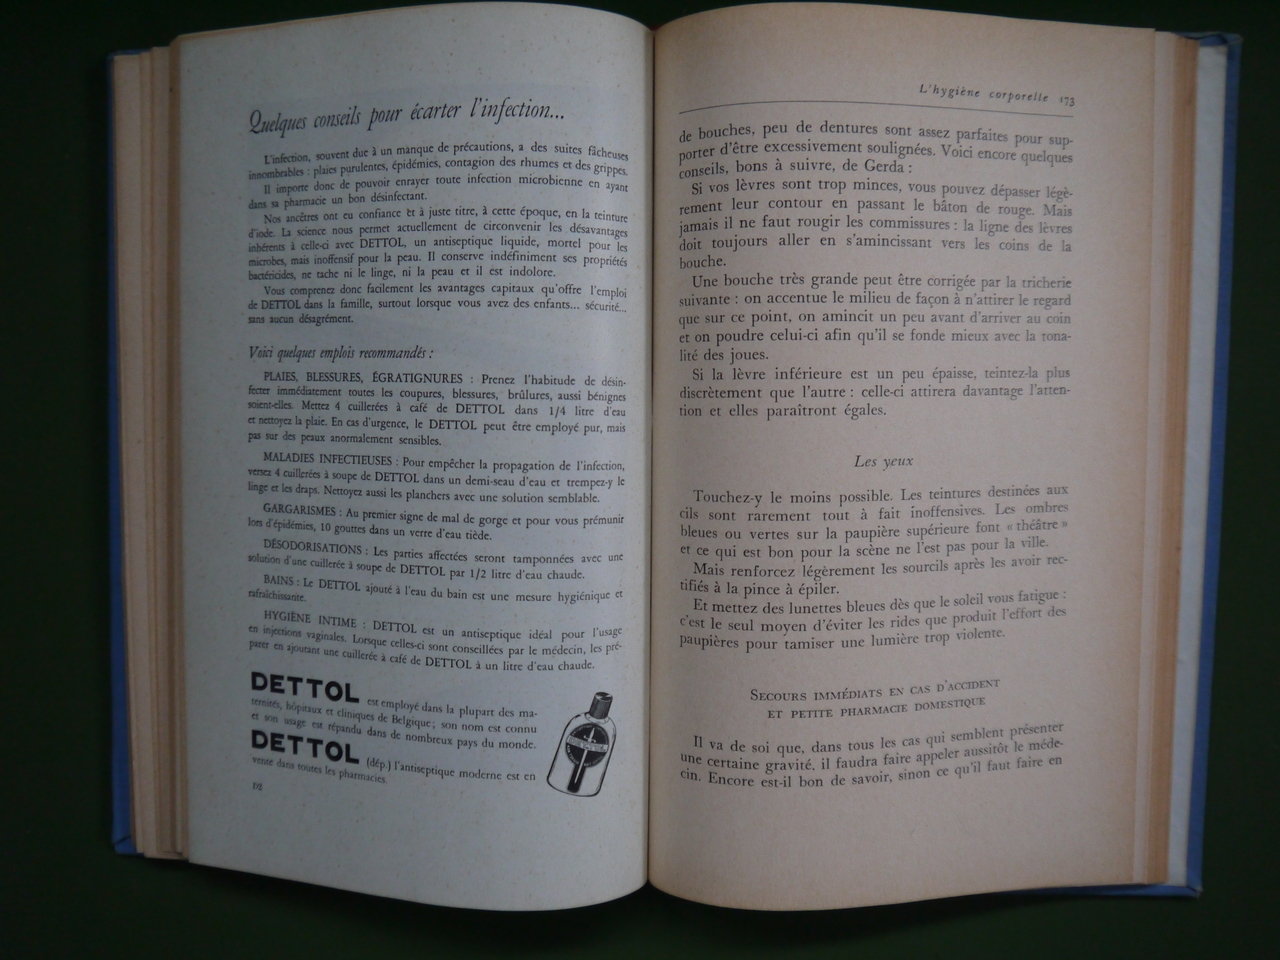 Quelques conseils pour écarter l'infection...
L'infection, souvent due à un manque de précautions, a des suites fâcheuses
innombrables : plaies purulentes, épidémies, contagion des rhumes et des grippes.
Il importe donc de pouvoir enrayer toute infection microbienne en ayant
dans sa pharmacie un bon désinfectant.
Nos ancêtres ont eu confiance et à juste titre, à cette époque, en la teinture
d'iode. La science nous permet actuellement de circonvenir les désavantages
inhérents à celle-ci avec DETTOL, un antiseptique liquide, mortel pour les
microbes, mais inoffensif pour la peau. Il conserve indéfiniment ses propriétés
bactéricides, ne tache ni le linge, ni la peau et il est indolore.
Vous comprenez donc facilement les avantages capitaux qu'offre l'emploi
de DETTOL dans la famille, surtout lorsque vous avez des enfants... sécurité...
sans aucun désagrément.
Voici quelques emplois recommandés :
PLAIES, BLESSURES, ÉGRATIGNURES : Prenez l'habitude de désin-
fecter immédiatement toutes les coupures, blessures, brûlures, aussi bénignes
soient-elles. Mettez 4 cuillerées à café de DETTOL dans 1/4 litre d'eau
et nettoyez la plaie. En cas d'urgence, le DETTOL peut être employé pur, mais
pas sur des peaux anormalement sensibles.
MALADIES INFECTIEUSES : Pour empêcher la propagation de l'infection,
versez 4 cuillerées à soupe de DETTOL dans un demi-seau d'eau et trempez-y le
linge et les draps. Nettoyez aussi les planchers avec une solution semblable.
GARGARISMES : Au premier signe de mal de gorge et pour vous prémunir
lors d'épidémies, 10 gouttes dans un verre d'eau tiède.
DÉSODORISATIONS : Les parties affectées seront tamponnées avec une
solution d'une cuillerée à soupe de DETTOL par 1/2 litre d'eau chaude.
BAINS : Le DETTOL ajouté à l'eau du bain est une mesure hygiénique et
rafraîchissante.
HYGIÈNE INTIME : DETTOL est un antiseptique idéal pour l'usage
en injections vaginales. Lorsque celles-ci sont conseillées par le médecin, les pré-
parer en ajoutant une cuillerée à café de DETTOL à un litre d'eau chaude.
DETTOL est employé dans la plupart des ma-
ternités, hôpitaux et cliniques de Belgique; son nom est connu
et son usage est répandu dans de nombreux pays du monde.
DETTOL (dép.) l'antiseptique moderne est en
vente dans toutes les pharmacies.
L'hygiène corporelle 173
de bouches, peu de dentures sont assez parfaites pour sup-
porter d'être excessivement soulignées. Voici encore quelques
conseils, bons à suivre, de Gerda :
Si vos lèvres sont trop minces, vous pouvez dépasser légè-
rement leur contour en passant le bâton de rouge. Mais
jamais il ne faut rougir les commissures : la ligne des lèvres
doit toujours aller en s'amincissant vers les coins de la
bouche.
Une bouche très grande peut être corrigée par la tricherie
suivante : on accentue le milieu de façon à n'attirer le regard
que sur ce point, on amincit un peu avant d'arriver au coin
et on poudre celui-ci afin qu'il se fonde mieux avec la tona-
lité des joues.
Si la lèvre inférieure est un peu épaisse, teintez-la plus
discrètement que l'autre : celle-ci attirera davantage l'atten-
tion et elles paraîtront égales.
Les yeux
Touchez-y le moins possible. Les teintures destinées aux
cils sont rarement tout à fait inoffensives. Les ombres
bleues ou vertes sur la paupière supérieure font « théâtre »
et ce qui est bon pour la scène ne l'est pas pour la ville.
Mais renforcez légèrement les sourcils après les avoir rec-
tifiés à la pince à épiler.
Et mettez des lunettes bleues dès que le soleil vous fatigue :
c'est le seul moyen d'éviter les rides que produit l'effort des
paupières pour tamiser une lumière trop violente.
SECOURS IMMÉDIATS EN CAS D'ACCIDENT
ET PETITE PHARMACIE DOMESTIQUE
Il va de soi que, dans tous les cas qui semblent présenter
une certaine gravité, il faudra faire appeler aussitôt le méde-
cin. Encore est-il bon de savoir, sinon ce qu'il faut faire en